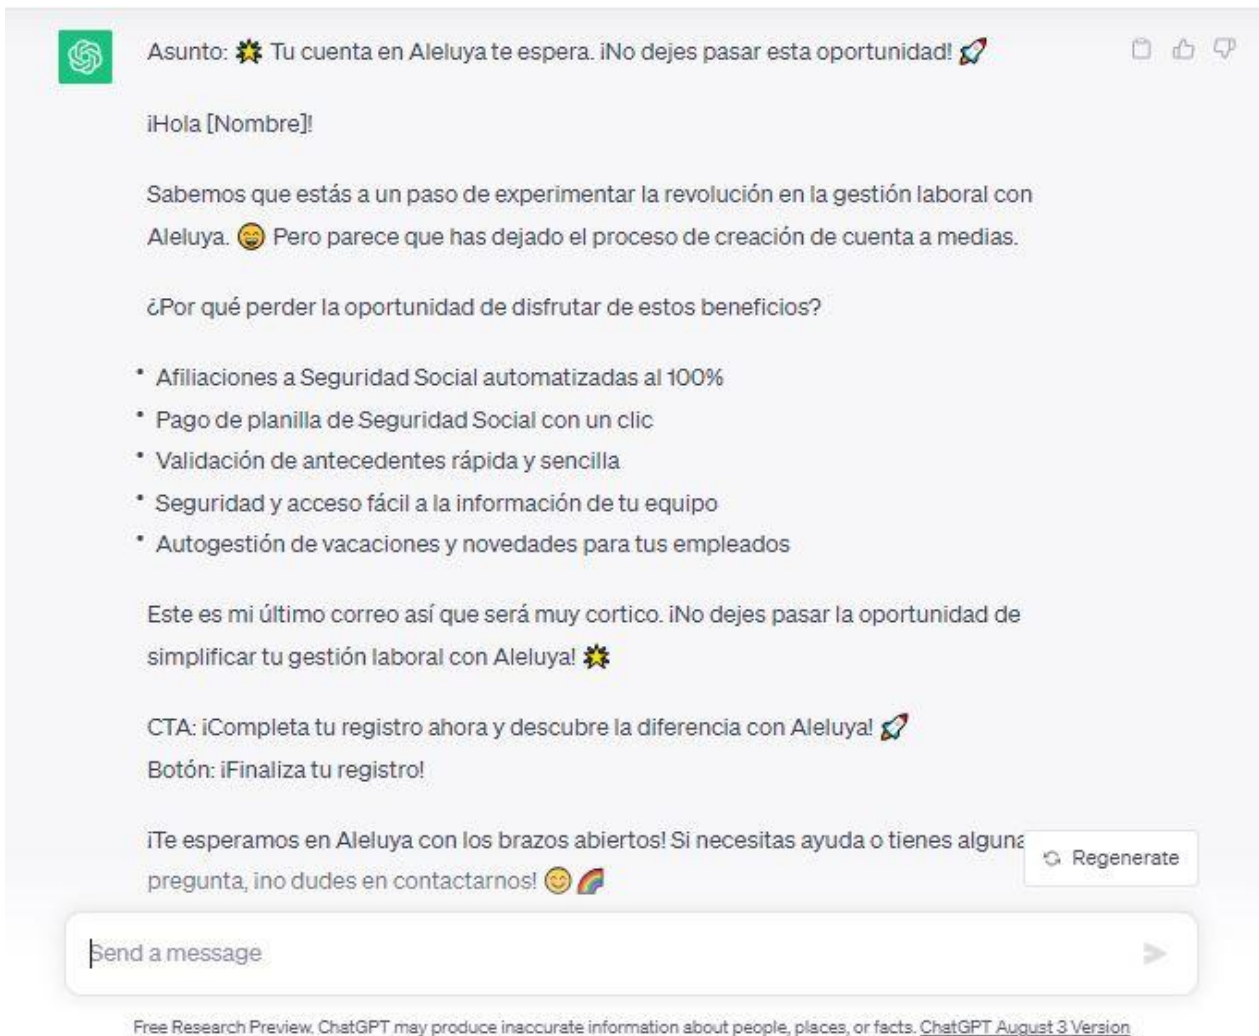 Asunto: 🌟 Tu cuenta en Aleluya te espera. ¡No dejes pasar esta oportunidad! 🚀
¡Hola [Nombre]!
Sabemos que estás a un paso de experimentar la revolución en la gestión laboral con
Aleluya. 😄 Pero parece que has dejado el proceso de creación de cuenta a medias.
¿Por qué perder la oportunidad de disfrutar de estos beneficios?
• Afiliaciones a Seguridad Social automatizadas al 100%
• Pago de planilla de Seguridad Social con un clic
• Validación de antecedentes rápida y sencilla
• Seguridad y acceso fácil a la información de tu equipo
• Autogestión de vacaciones y novedades para tus empleados
Este es mi último correo así que será muy cortico. ¡No dejes pasar la oportunidad de
simplificar tu gestión laboral con Aleluya! 🌟
CTA: ¡Completa tu registro ahora y descubre la diferencia con Aleluya! 🚀
Botón: ¡Finaliza tu registro!
¡Te esperamos en Aleluya con los brazos abiertos! Si necesitas ayuda o tienes alguna
pregunta, ¡no dudes en contactarnos! 😊🌈
Regenerate
Send a message
Free Research Preview. ChatGPT may produce inaccurate information about people, places, or facts. ChatGPT August 3 Version